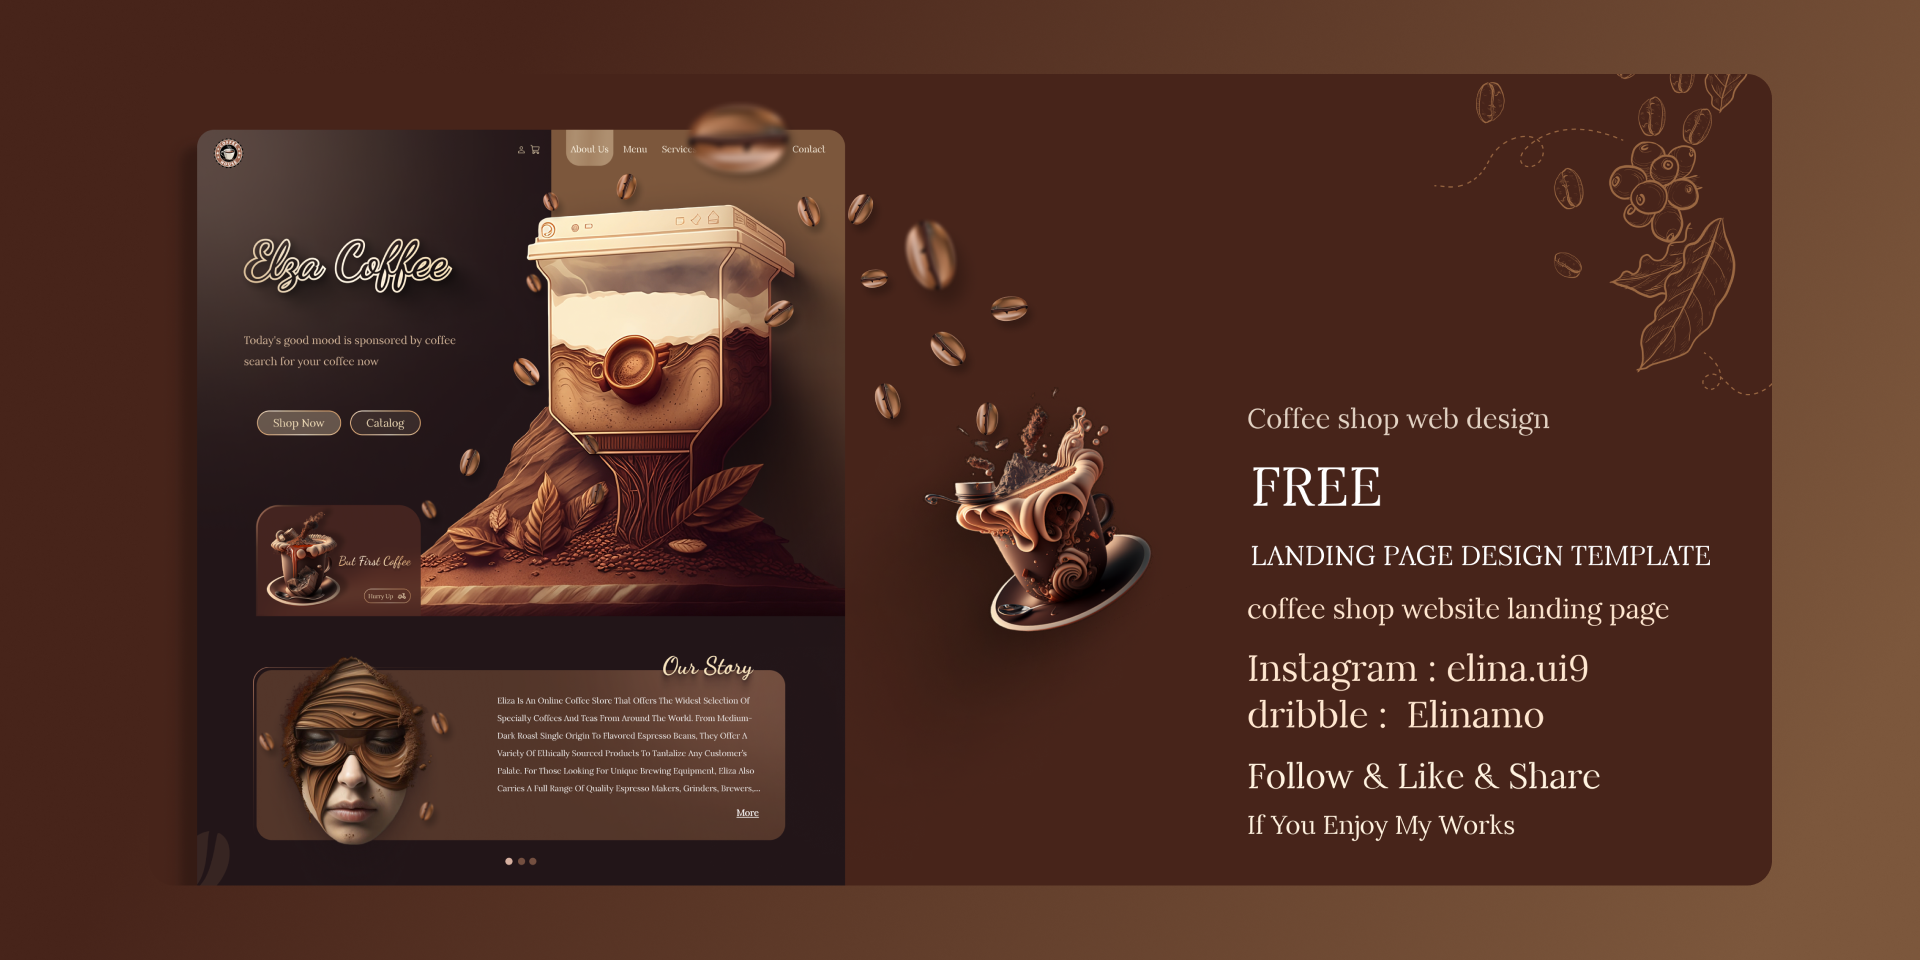 About Us
Menu
Service
Contact
Elza Coffee
Today's good mood is sponsored by coffee
search for your coffee now
Shop Now
Catalog
But First Coffee
Hurry Up
Our Story
Eliza Is An Online Coffee Store That Offers The Widest Selection Of
Specialty Coffees And Teas From Around The World. From Medium-
Dark Roast Single Origin To Flavored Espresso Beans, They Offer A
Variety Of Ethically Sourced Products To Tantalize Any Customer's
Palate. For Those Looking For Unique Brewing Equipment, Eliza Also
Carries A Full Range Of Quality Espresso Makers, Grinders, Brewers,...
More
Coffee shop web design
FREE
LANDING PAGE DESIGN TEMPLATE
coffee shop website landing page
Instagram : elina.ui9
dribble : Elinamo
Follow & Like & Share
If You Enjoy My Works